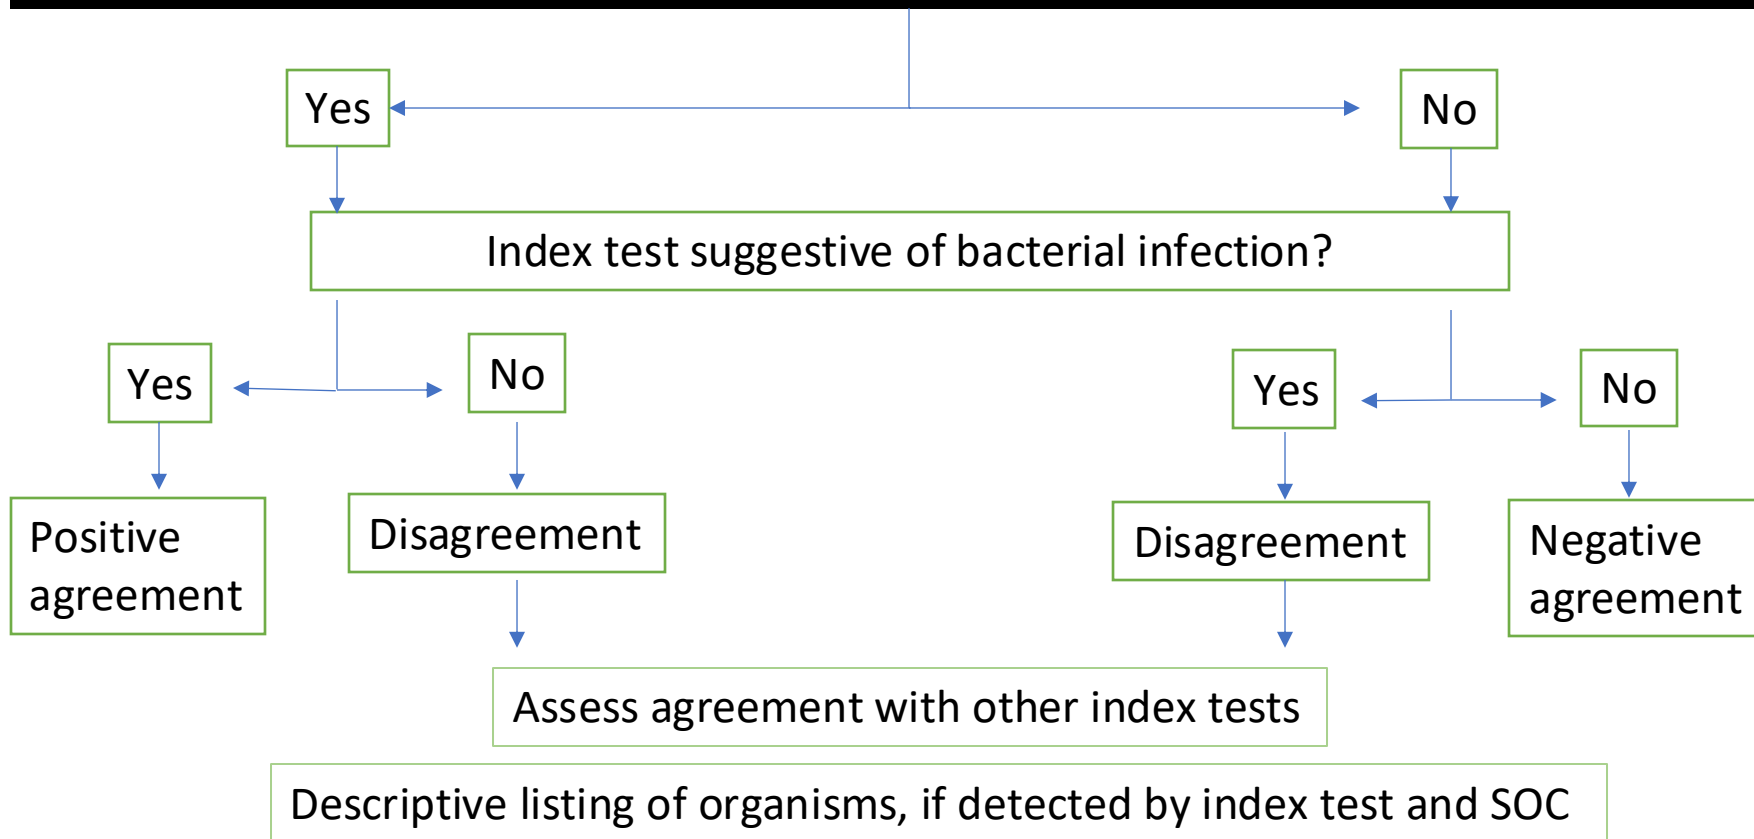 Yes
No
Index test suggestive of bacterial infection?
Yes
No
Yes
No
Positive
agreement
Disagreement
Disagreement
Negative
agreement
Assess agreement with other index tests
Descriptive listing of organisms, if detected by index test and SOC